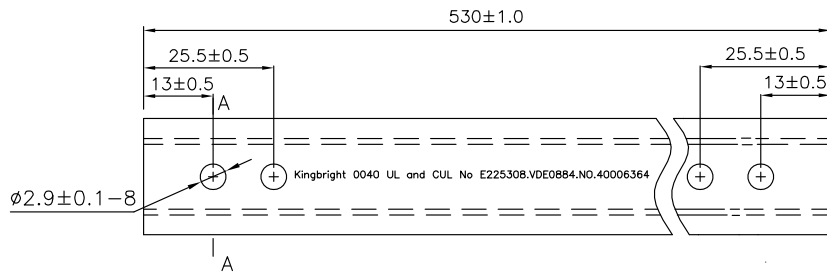 530±1.0
25.5±0.5
25.5±0.5
13±0.5
13±0.5
A
Kingbright 0040 UL and CUL No E225308.VDE0884.NO.40006364
ø2.9±0.1-8
A